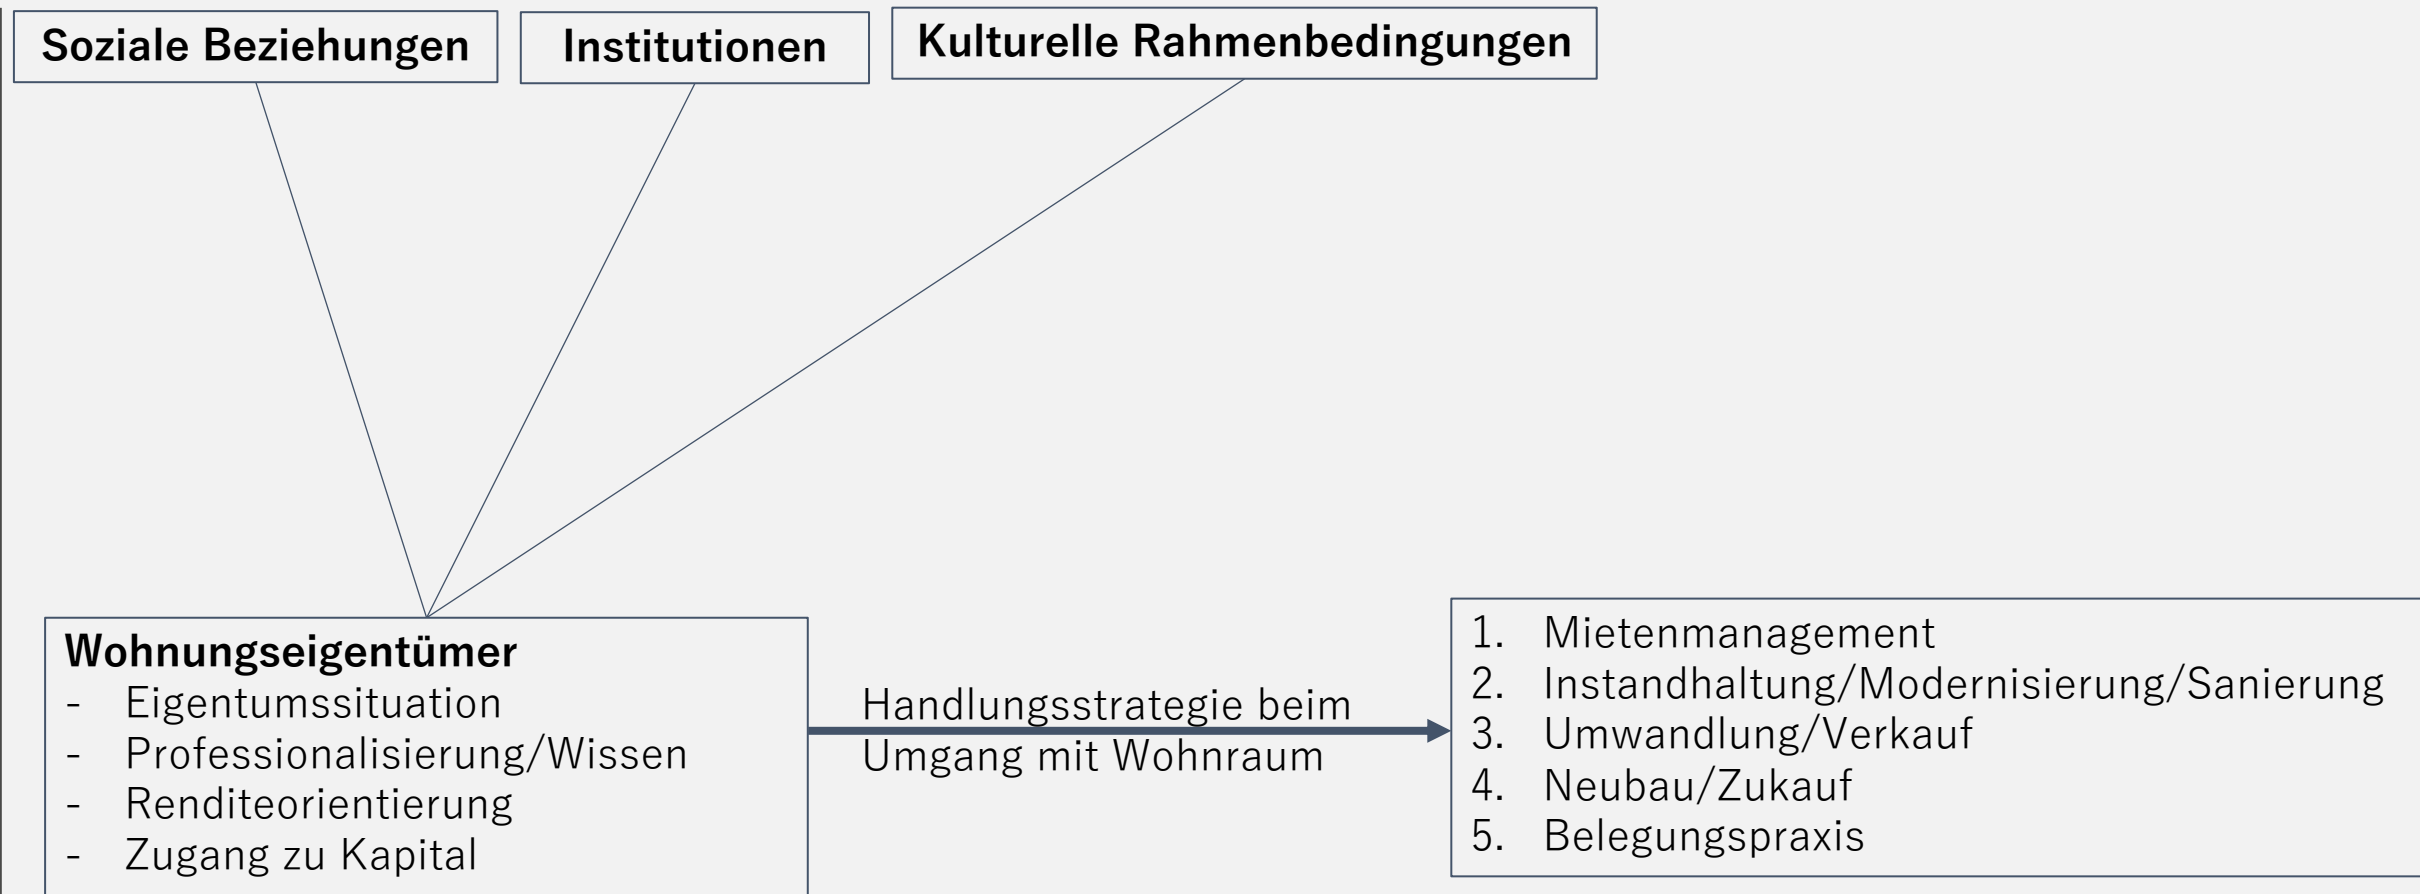 Soziale Beziehungen
Institutionen
Kulturelle Rahmenbedingungen
Wohnungseigentümer
- Eigentumssituation
- Professionalisierung/Wissen
- Renditeorientierung
- Zugang zu Kapital
Handlungsstrategie beim
Umgang mit Wohnraum
1. Mietenmanagement
2. Instandhaltung/Modernisierung/Sanierung
3. Umwandlung/Verkauf
4. Neubau/Zukauf
5. Belegungspraxis